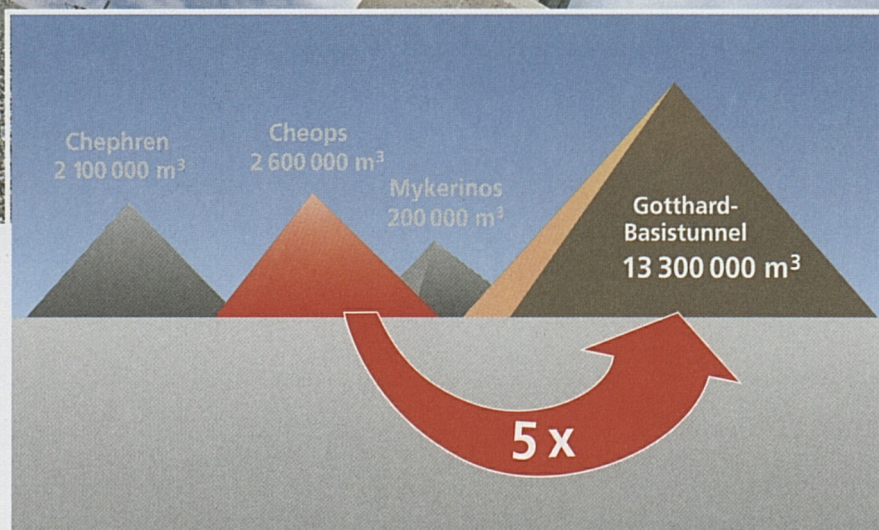 Chephren
2 100 000 m³
Cheops
2 600 000 m³
Mykerinos
200 000 m³
Gotthard-
Basistunnel
13 300 000 m³
5 x